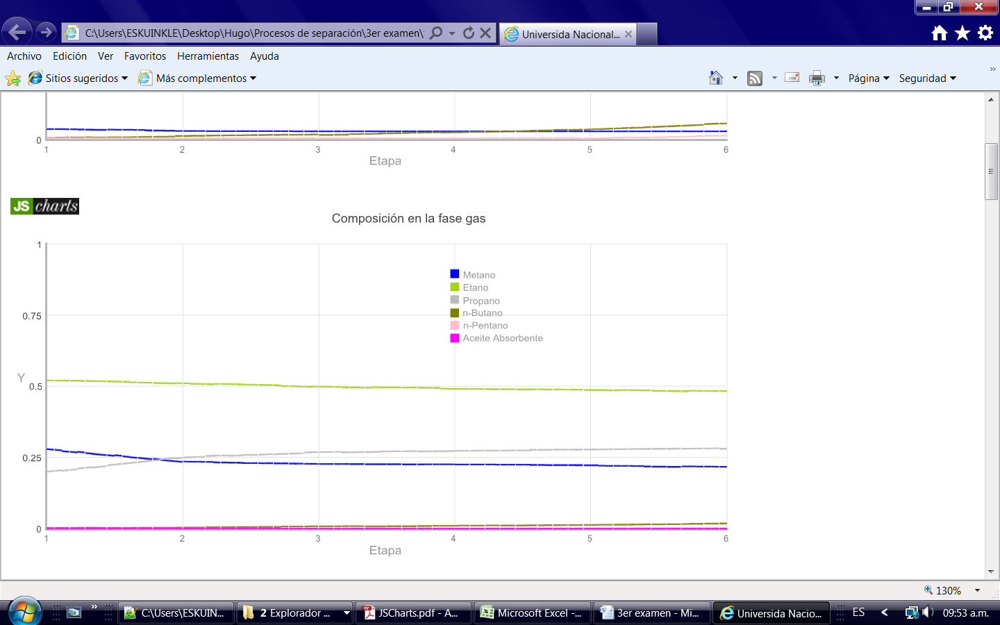 C:\Users\ESKUINKLE\Desktop\Hugo\Procesos de separación\3er examen\
Universida Nacional...
Archivo Edición Ver Favoritos Herramientas Ayuda
Sitios sugeridos Más complementos Página Seguridad
0
1 2 3 4 5 6
Etapa
JS charts
Composición en la fase gas
1
Metano
Etano
Propano
n-Butano
n-Pentano
Aceite Absorbente
0.75
Y
0.5
0.25
0
1 2 3 4 5 6
Etapa
130%
C:\Users\ESKUIN... 2 Explorador ... JSCharts.pdf - A... Microsoft Excel -... 3er examen - Mi... Universida Nacio... ES 09:53 a.m.